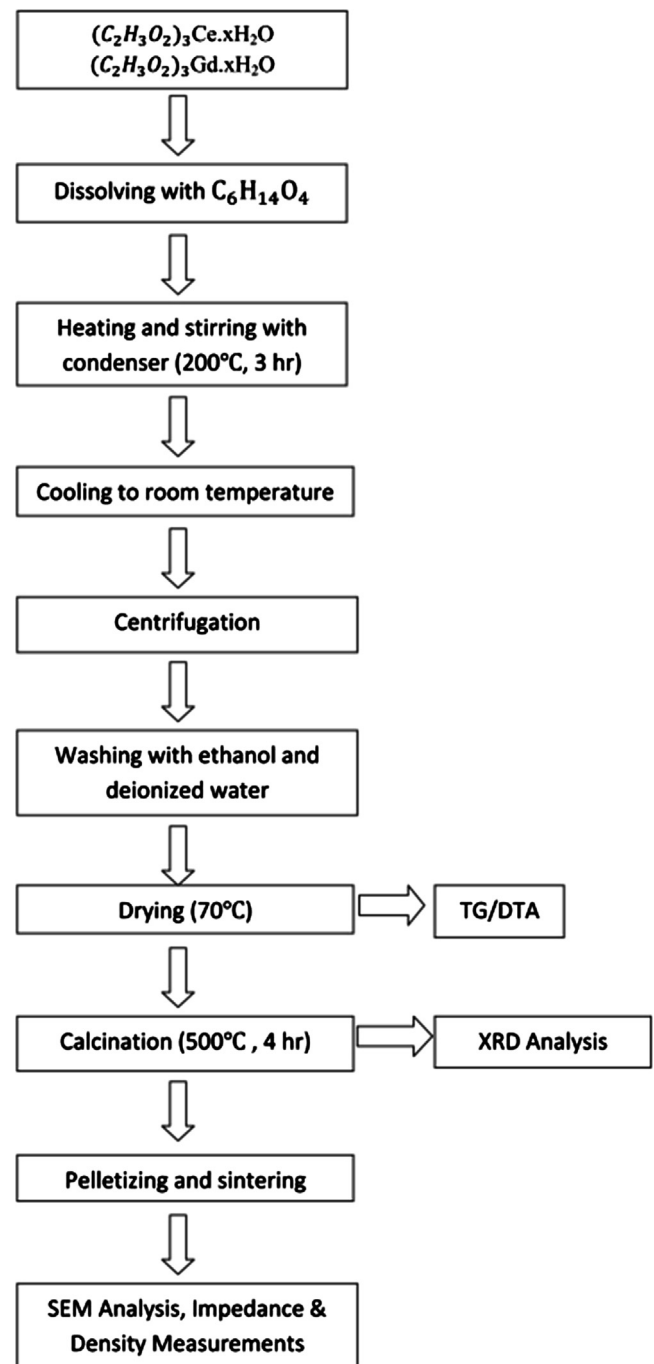 (C₂H₃O₂)₃Ce.xH₂O
(C₂H₃O₂)₃Gd.xH₂O
Dissolving with C₆H₁₄O₄
Heating and stirring with
condenser (200°C, 3 hr)
Cooling to room temperature
Centrifugation
Washing with ethanol and
deionized water
Drying (70°C)
TG/DTA
Calcination (500°C , 4 hr)
XRD Analysis
Pelletizing and sintering
SEM Analysis, Impedance &
Density Measurements